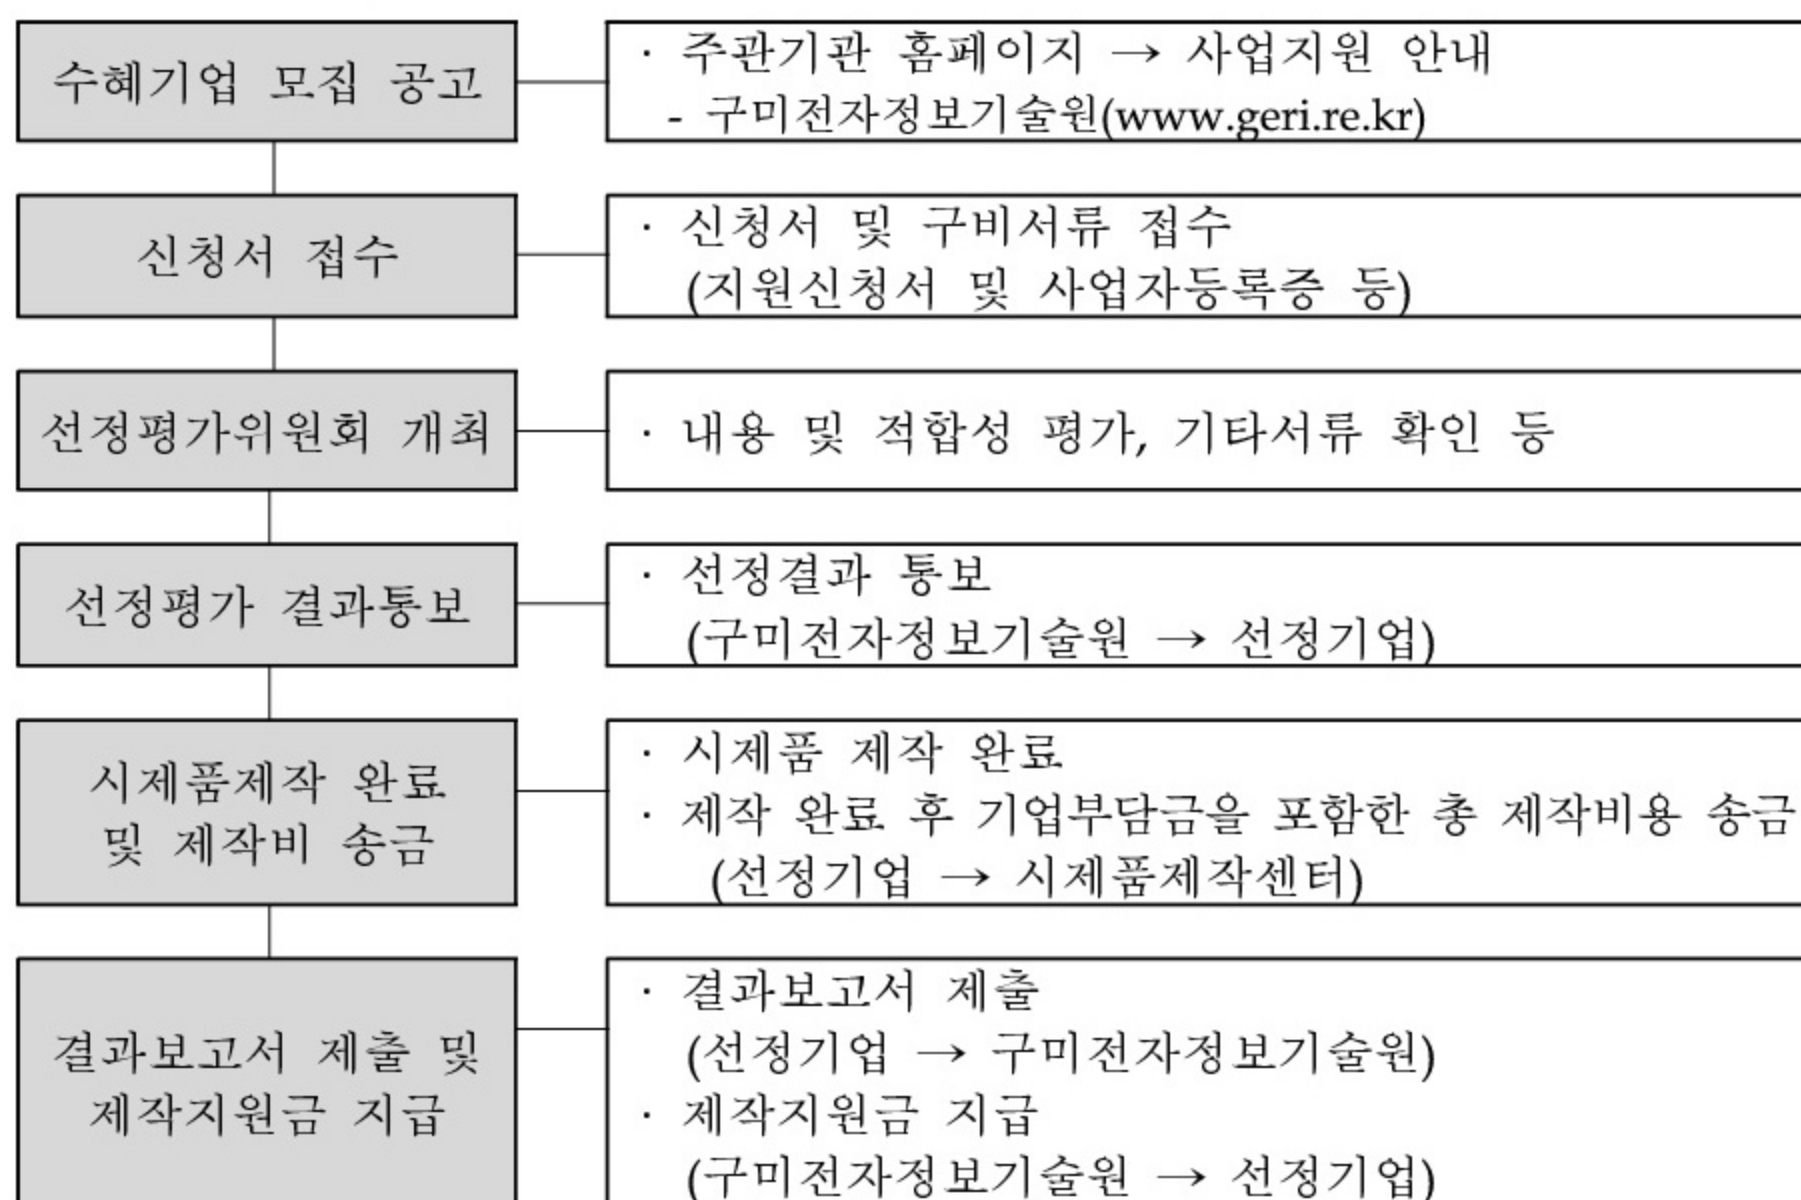 수혜기업 모집 공고
· 주관기관 홈페이지 → 사업지원 안내
- 구미전자정보기술원(www.geri.re.kr)
신청서 접수
· 신청서 및 구비서류 접수
(지원신청서 및 사업자등록증 등)
선정평가위원회 개최
· 내용 및 적합성 평가, 기타서류 확인 등
선정평가 결과통보
· 선정결과 통보
(구미전자정보기술원 → 선정기업)
시제품제작 완료
및 제작비 송금
· 시제품 제작 완료
· 제작 완료 후 기업부담금을 포함한 총 제작비용 송금
(선정기업 → 시제품제작센터)
결과보고서 제출 및
제작지원금 지급
· 결과보고서 제출
(선정기업 → 구미전자정보기술원)
· 제작지원금 지급
(구미전자정보기술원 → 선정기업)